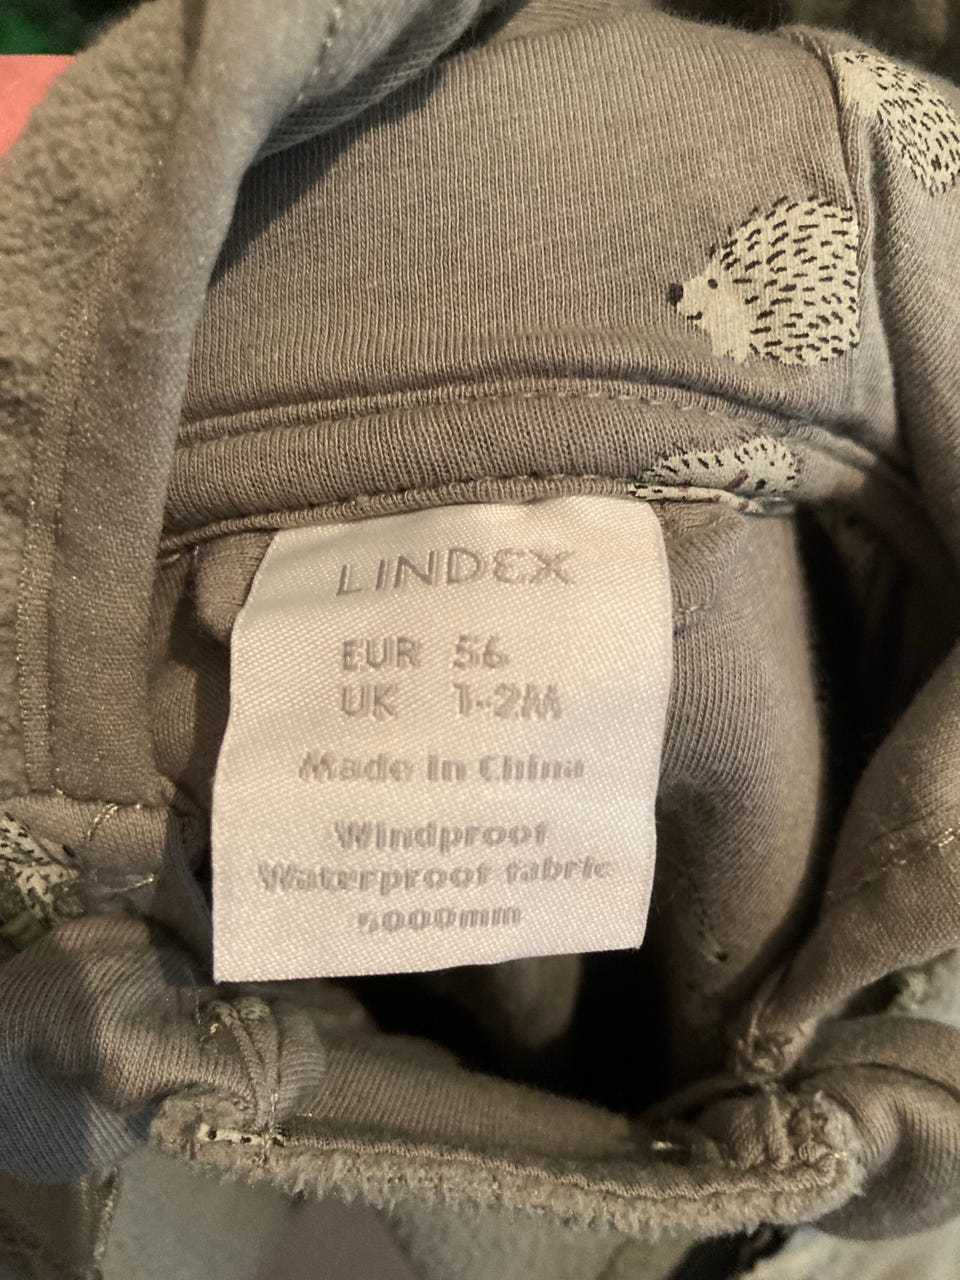 LINDEX
EUR 56
UK 1-2M
Made in China
Windproof
Waterproof fabric
5000mm